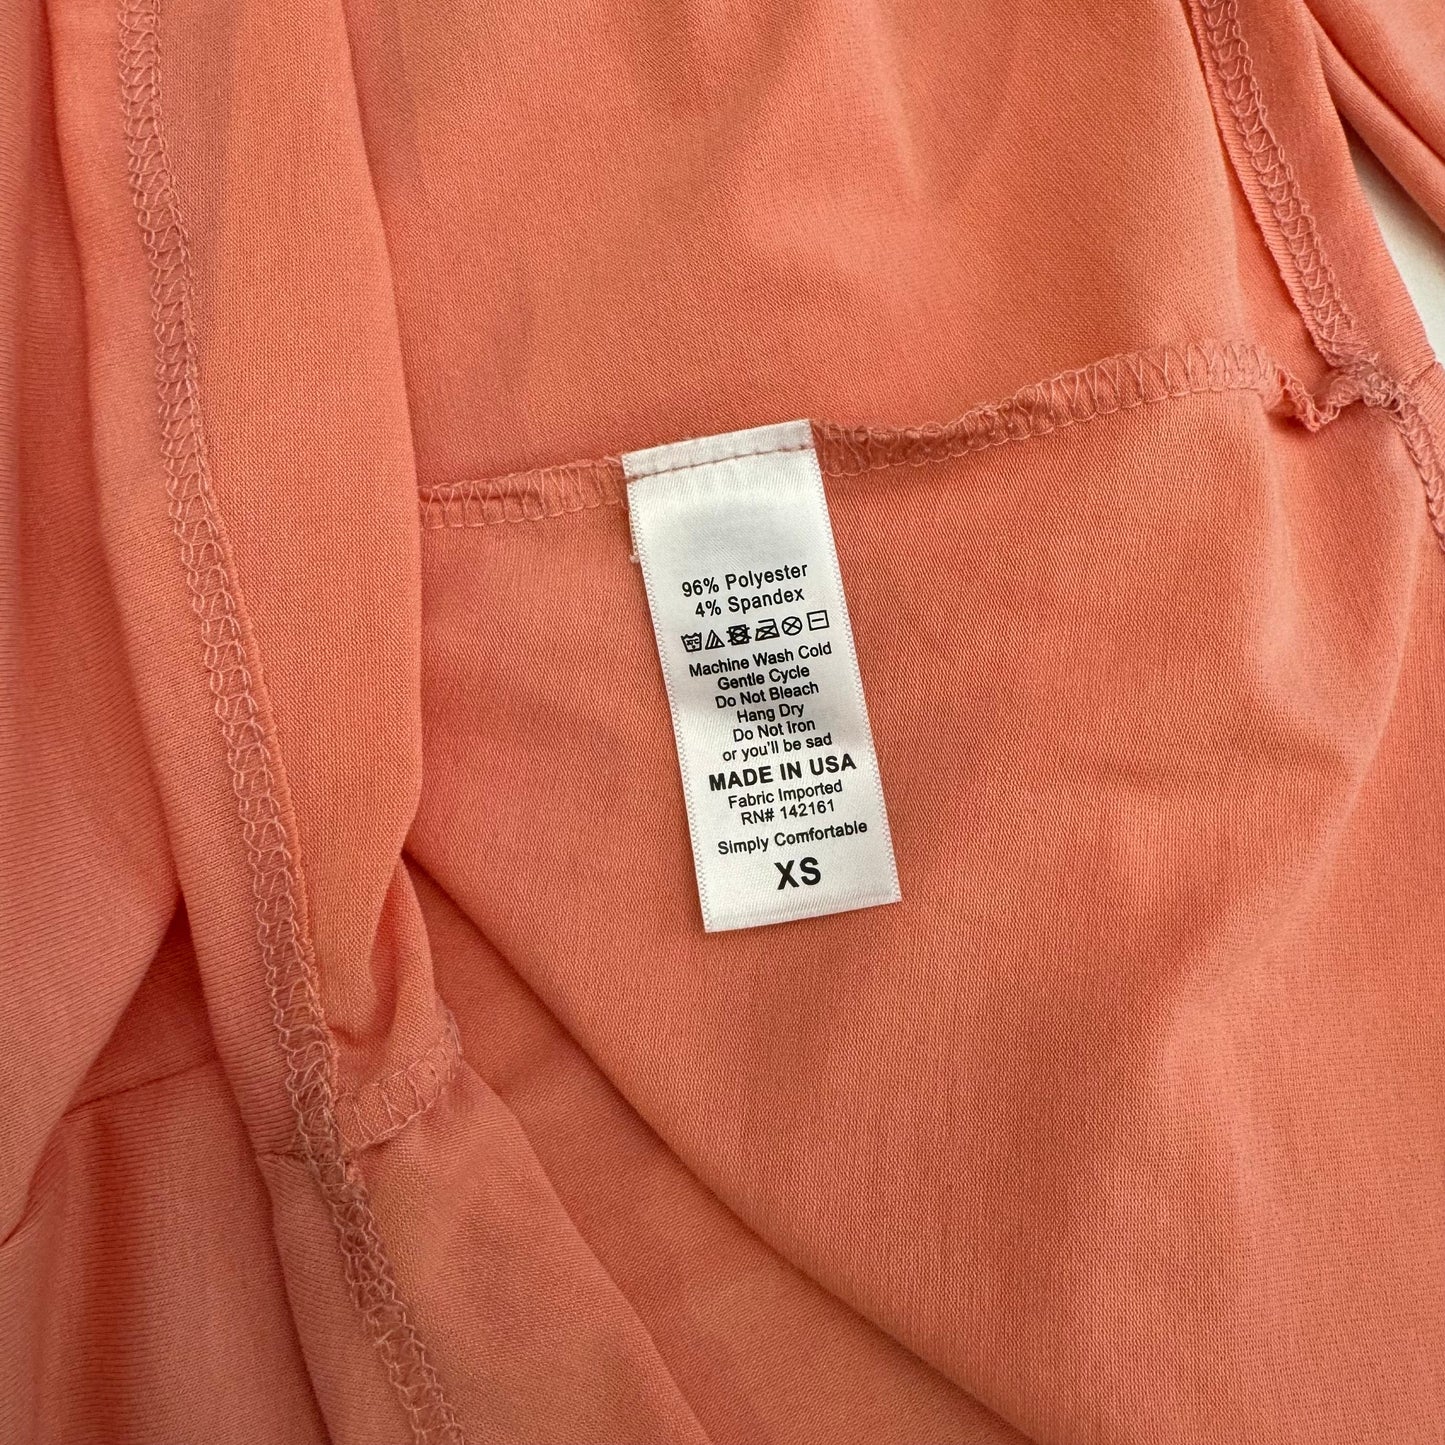 96% Polyester
4% Spandex
Machine Wash Cold
Gentle Cycle
Do Not Bleach
Hang Dry
Do Not Iron
or you'll be sad
MADE IN USA
Fabric Imported
RN# 142161
Simply Comfortable
XS